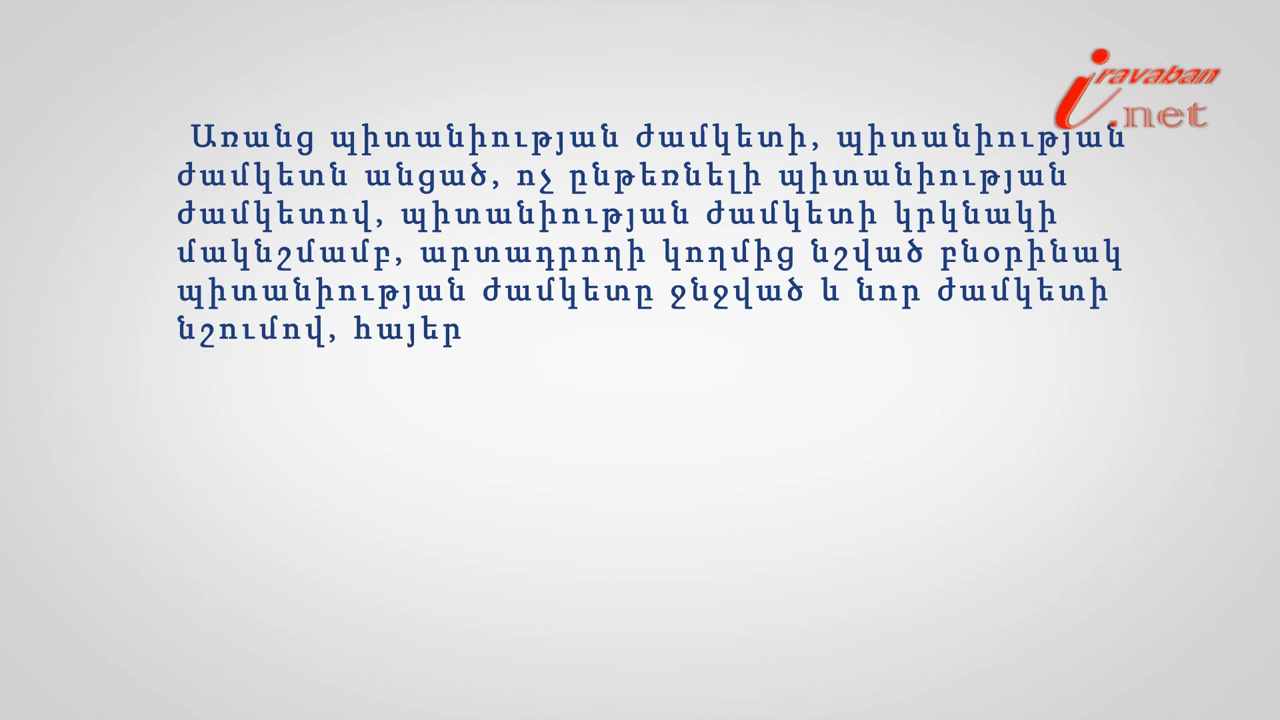 iravaban
.net
Առանց պիտանիության ժամկետի, պիտանիության
ժամկետն անցած, ոչ ընթեռնելի պիտանիության
ժամկետով, պիտանիության ժամկետի կրկնակի
մակնշմամբ, արտադրողի կողմից նշված բնօրինակ
պիտանիության ժամկետը ջնջված և նոր ժամկետի
նշումով, հայեր